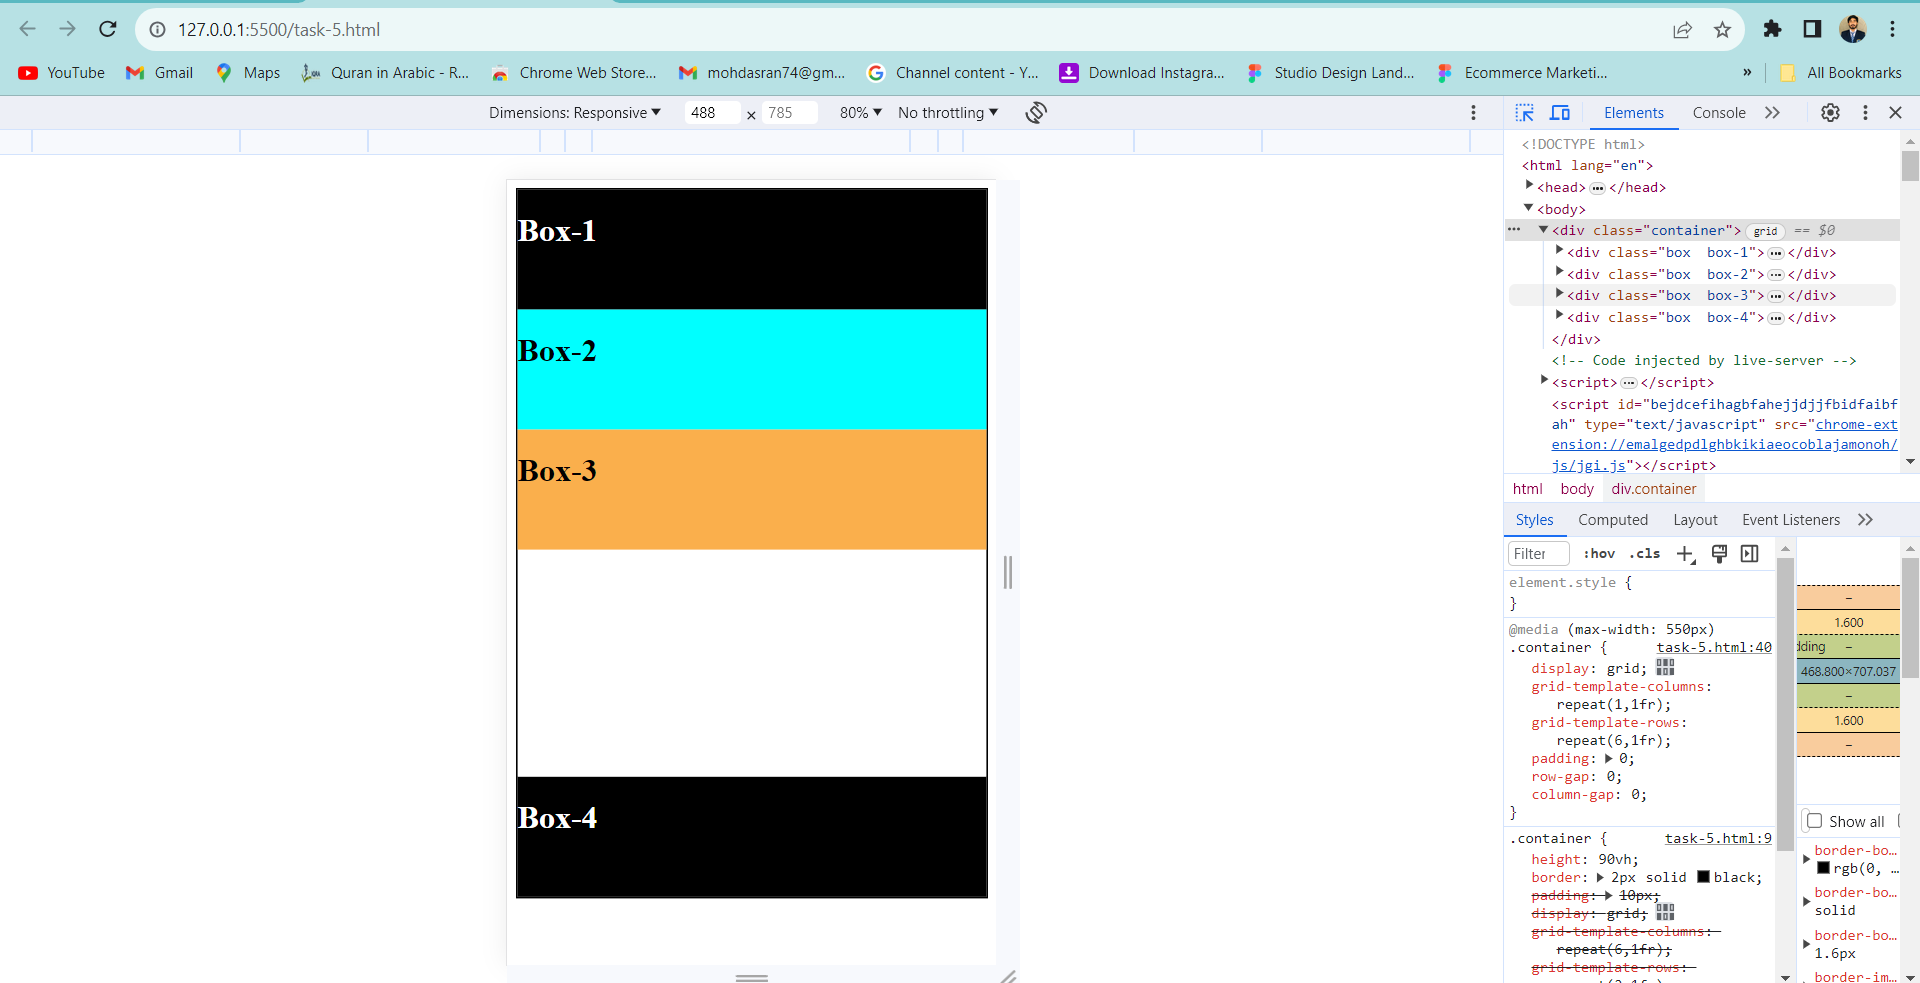 127.0.0.1:5500/task-5.html
YouTube Gmail Maps Quran in Arabic - R... Chrome Web Store... mohdasran74@gm... Channel content - Y... Download Instagra... Studio Design Land... Ecommerce Marketi... » All Bookmarks
Dimensions: Responsive ▼ 488 × 785 80% ▼ No throttling ▼
Elements Console
<!DOCTYPE html>
<html lang="en">
<head> ••• </head>
<body>
••• <div class="container"> grid == $0
<div class="box  box-1"> ••• </div>
<div class="box  box-2"> ••• </div>
<div class="box  box-3"> ••• </div>
<div class="box  box-4"> ••• </div>
</div>
<!-- Code injected by live-server -->
<script> ••• </script>
<script id="bejdcefihagbfahejjdjjfbidfaibf
ah" type="text/javascript" src="chrome-ext
ension://emalgedpdlghbkikiaeocoblajamonoh/
js/jgi.js"></script>
html body div.container
Styles Computed Layout Event Listeners
Filter :hov .cls
element.style {
}
@media (max-width: 550px)
.container { task-5.html:40
display: grid;
grid-template-columns:
repeat(1,1fr);
grid-template-rows:
repeat(6,1fr);
padding: 0;
row-gap: 0;
column-gap: 0;
}
.container { task-5.html:9
height: 90vh;
border: 2px solid black;
padding: 10px;
display: grid;
grid-template-columns:
repeat(6,1fr);
grid-template-rows:
–
1.600
dding –
468.800×707.037
–
1.600
–
Show all
border-bo...
rgb(0, ...
border-bo...
solid
border-bo...
1.6px
border-im...
Box-1
Box-2
Box-3
Box-4